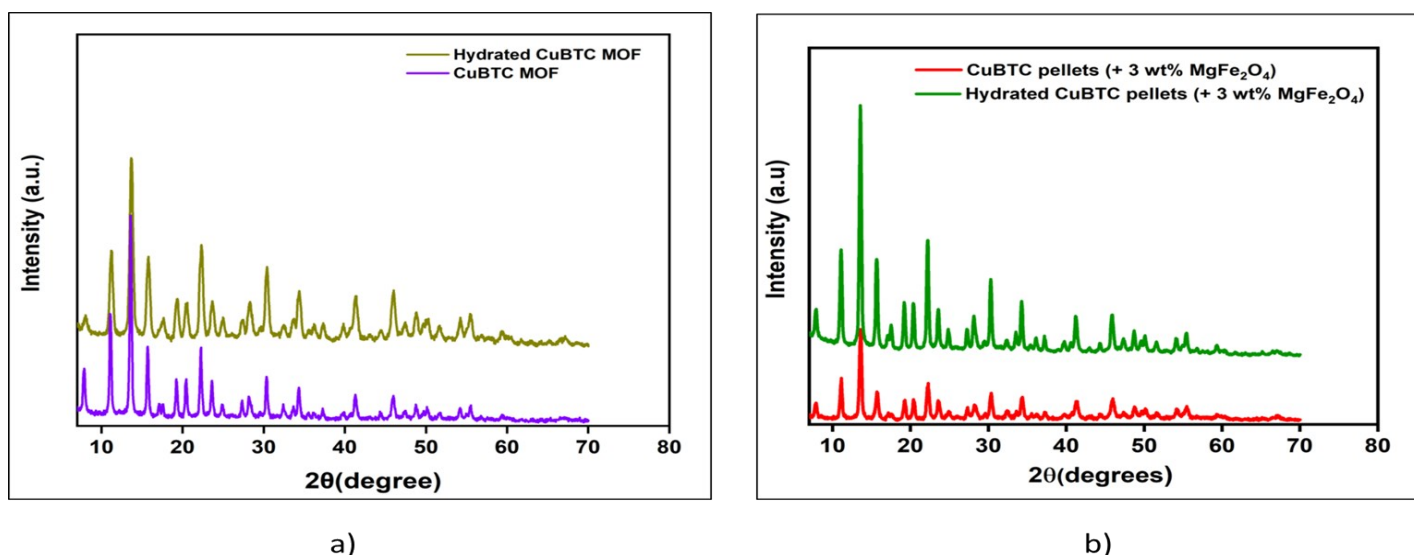 Hydrated CuBTC MOF
CuBTC MOF
Intensity (a.u.)
10 20 30 40 50 60 70 80
2θ(degree)
a)
CuBTC pellets (+ 3 wt% MgFe₂O₄)
Hydrated CuBTC pellets (+ 3 wt% MgFe₂O₄)
Intensity (a.u)
10 20 30 40 50 60 70 80
2θ(degrees)
b)